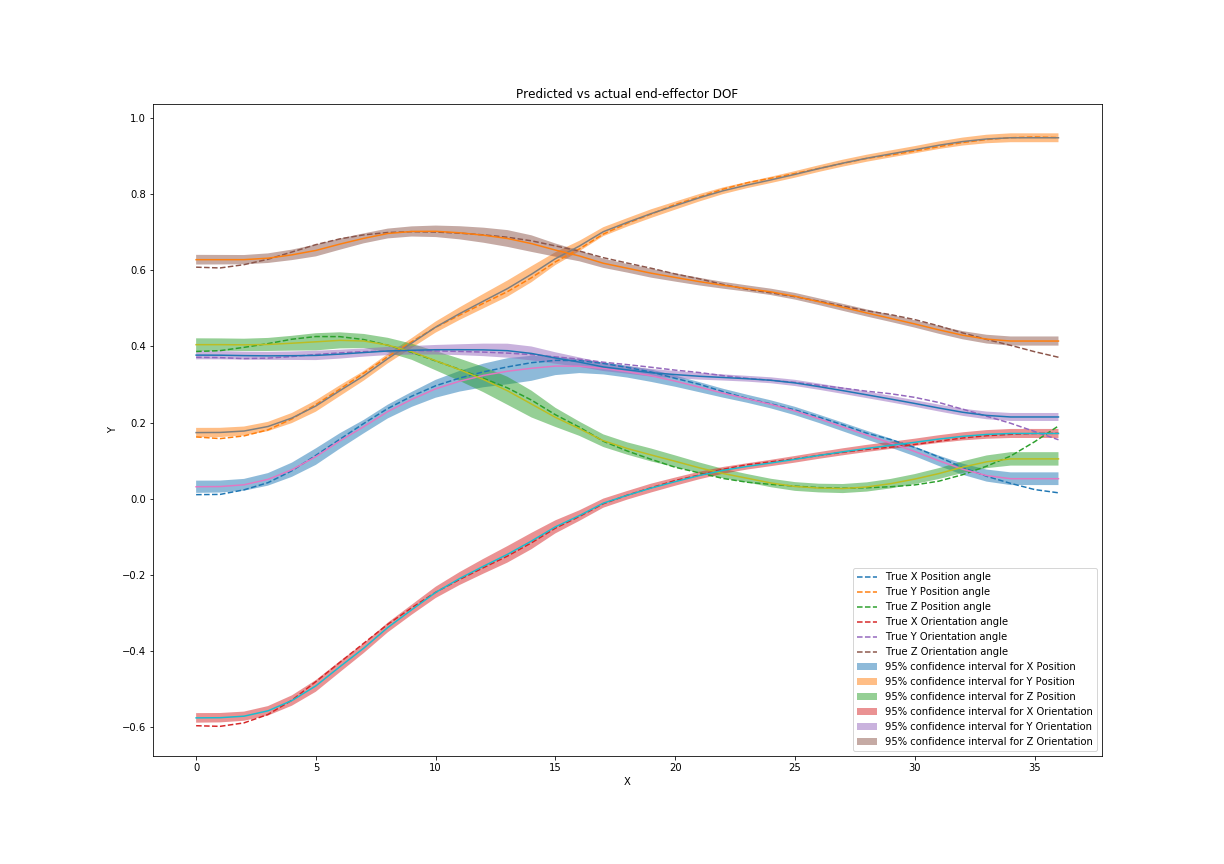 Predicted vs actual end-effector DOF
1.0
0.8
0.6
0.4
0.2
0.0
−0.2
−0.4
−0.6
Y
0 5 10 15 20 25 30 35
X
True X Position angle
True Y Position angle
True Z Position angle
True X Orientation angle
True Y Orientation angle
True Z Orientation angle
95% confidence interval for X Position
95% confidence interval for Y Position
95% confidence interval for Z Position
95% confidence interval for X Orientation
95% confidence interval for Y Orientation
95% confidence interval for Z Orientation